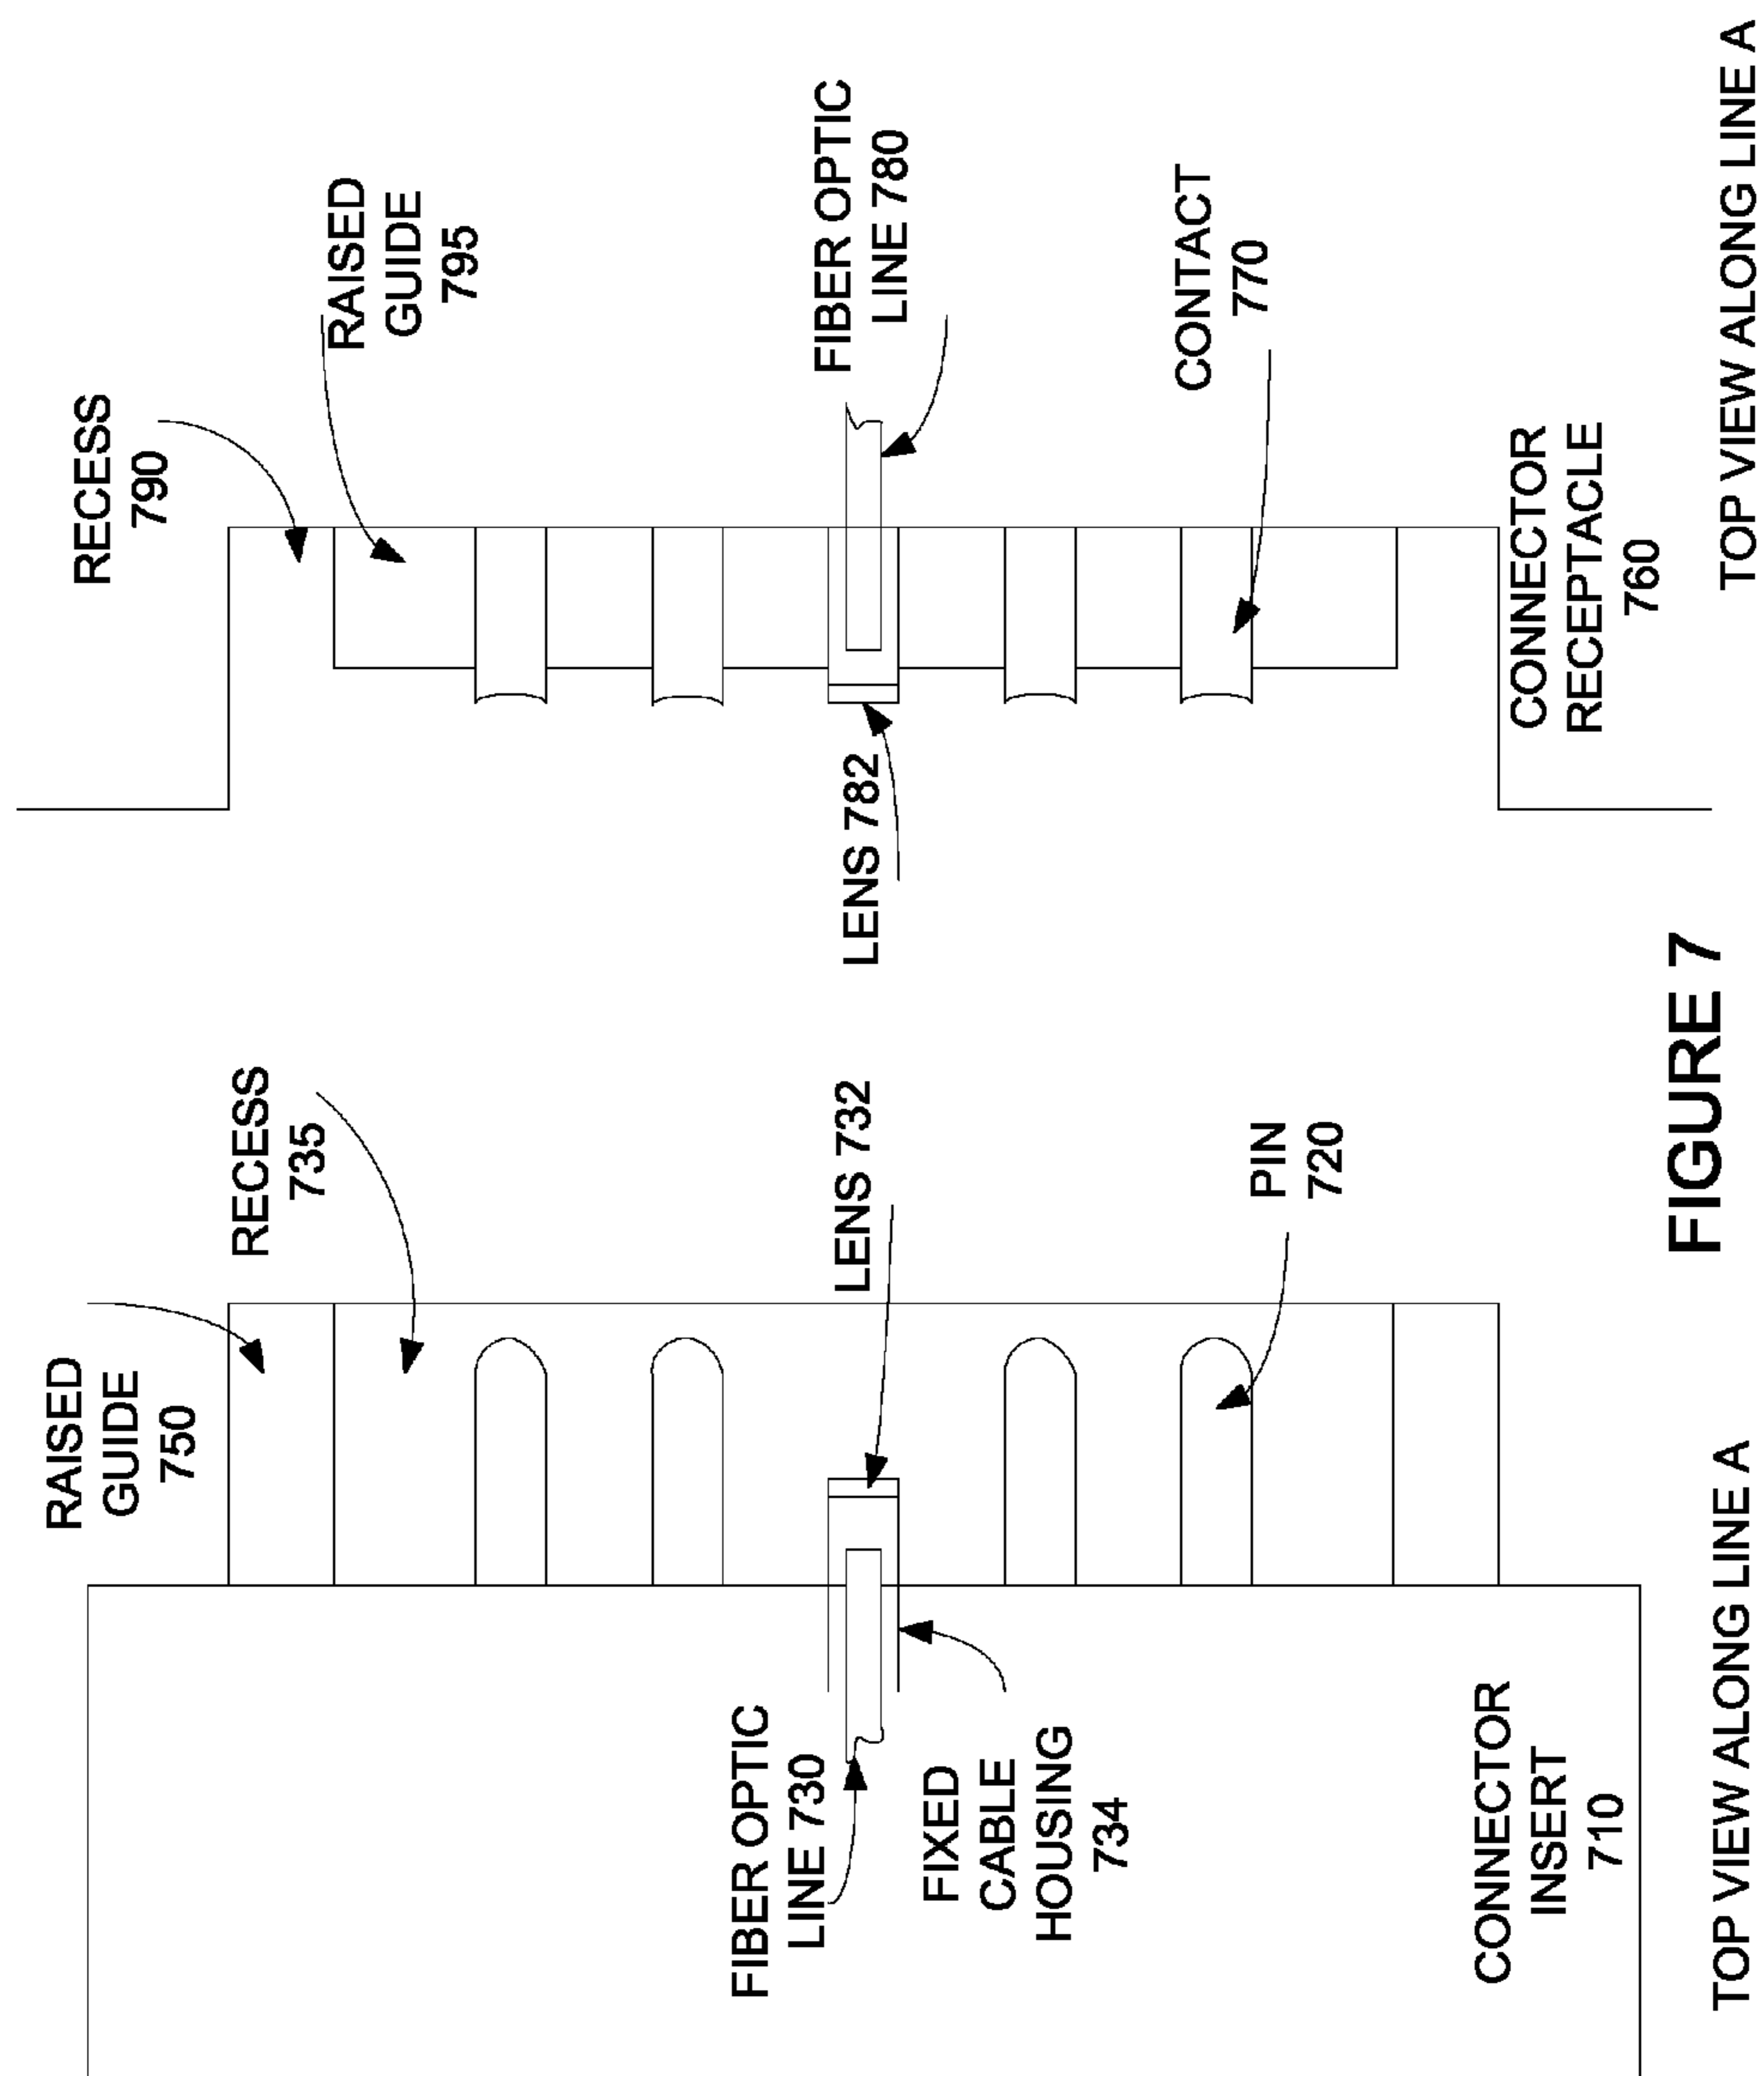 RAISED
GUIDE
750
RECESS
735
LENS 732
PIN
720
FIBER OPTIC
LINE 730
FIXED
CABLE
HOUSING
734
CONNECTOR
INSERT
710
TOP VIEW ALONG LINE A
RECESS
790
RAISED
GUIDE
795
FIBER OPTIC
LINE 780
LENS 782
CONTACT
770
CONNECTOR
RECEPTACLE
760
TOP VIEW ALONG LINE A
FIGURE 7